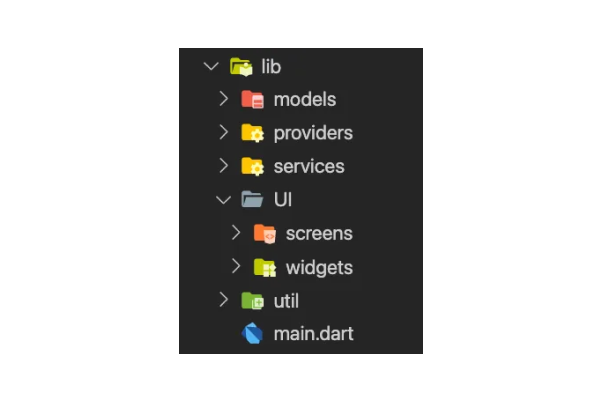 lib
models
providers
services
UI
screens
widgets
util
main.dart